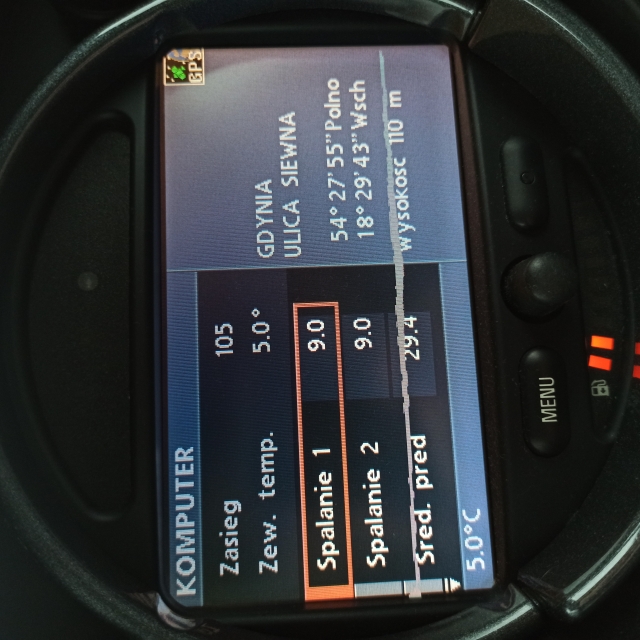 KOMPUTER
Zasieg 105
Zew. temp. 5.0°
Spalanie 1 9.0
Spalanie 2 9.0
Sred. pred 29.4
5.0°C
GPS
GDYNIA
ULICA SIEWNA
54°27'55"Polno
18°29'43"Wsch
wysokosc 110 m
MENU